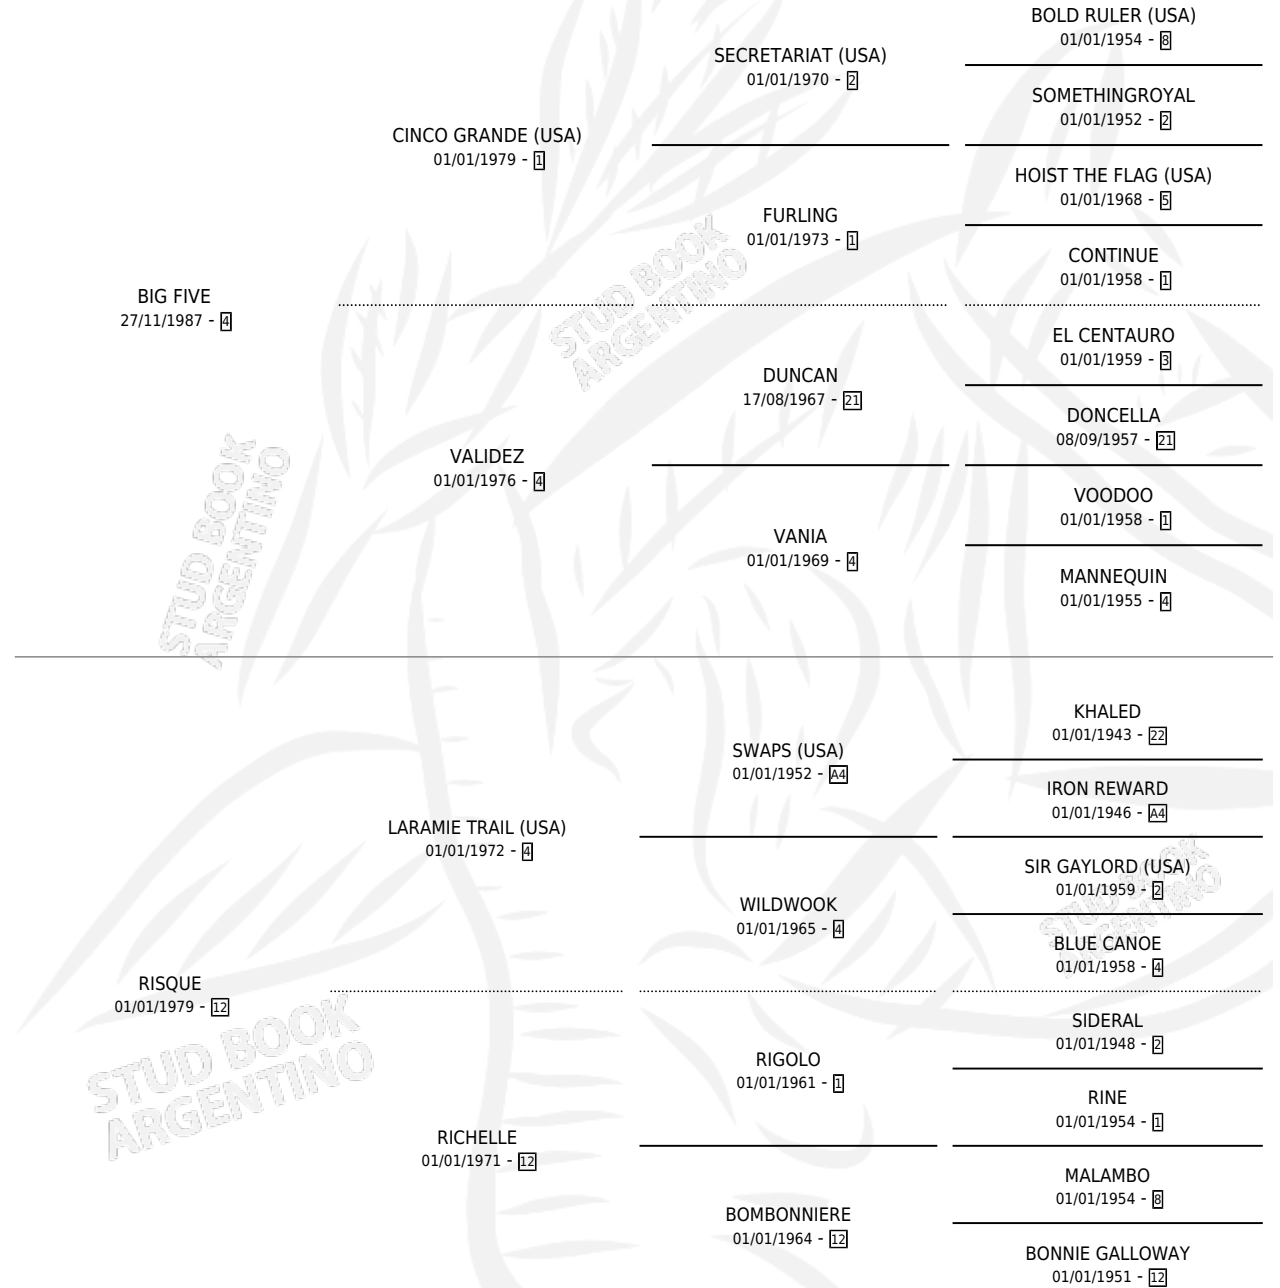 BOLD RULER (USA)
01/01/1954 - 8
SECRETARIAT (USA)
01/01/1970 - 2
SOMETHINGROYAL
01/01/1952 - 2
CINCO GRANDE (USA)
01/01/1979 - 1
HOIST THE FLAG (USA)
01/01/1968 - 5
FURLING
01/01/1973 - 1
CONTINUE
01/01/1958 - 1
BIG FIVE
27/11/1987 - 4
STUD BOOK
ARGENTINO
EL CENTAURO
01/01/1959 - 3
DUNCAN
17/08/1967 - 21
DONCELLA
08/09/1957 - 21
VALIDEZ
01/01/1976 - 4
VOODOO
01/01/1958 - 1
VANIA
01/01/1969 - 4
MANNEQUIN
01/01/1955 - 4
STUD BOOK
ARGENTINO
KHALED
01/01/1943 - 22
SWAPS (USA)
01/01/1952 - A4
IRON REWARD
01/01/1946 - A4
LARAMIE TRAIL (USA)
01/01/1972 - 4
SIR GAYLORD (USA)
01/01/1959 - 2
WILDWOOK
01/01/1965 - 4
STUD BOOK
ARGENTINO
BLUE CANOE
01/01/1958 - 4
RISQUE
01/01/1979 - 12
SIDERAL
01/01/1948 - 2
RIGOLO
01/01/1961 - 1
STUD BOOK
ARGENTINO
RINE
01/01/1954 - 1
RICHELLE
01/01/1971 - 12
MALAMBO
01/01/1954 - 8
BOMBONNIERE
01/01/1964 - 12
BONNIE GALLOWAY
01/01/1951 - 12